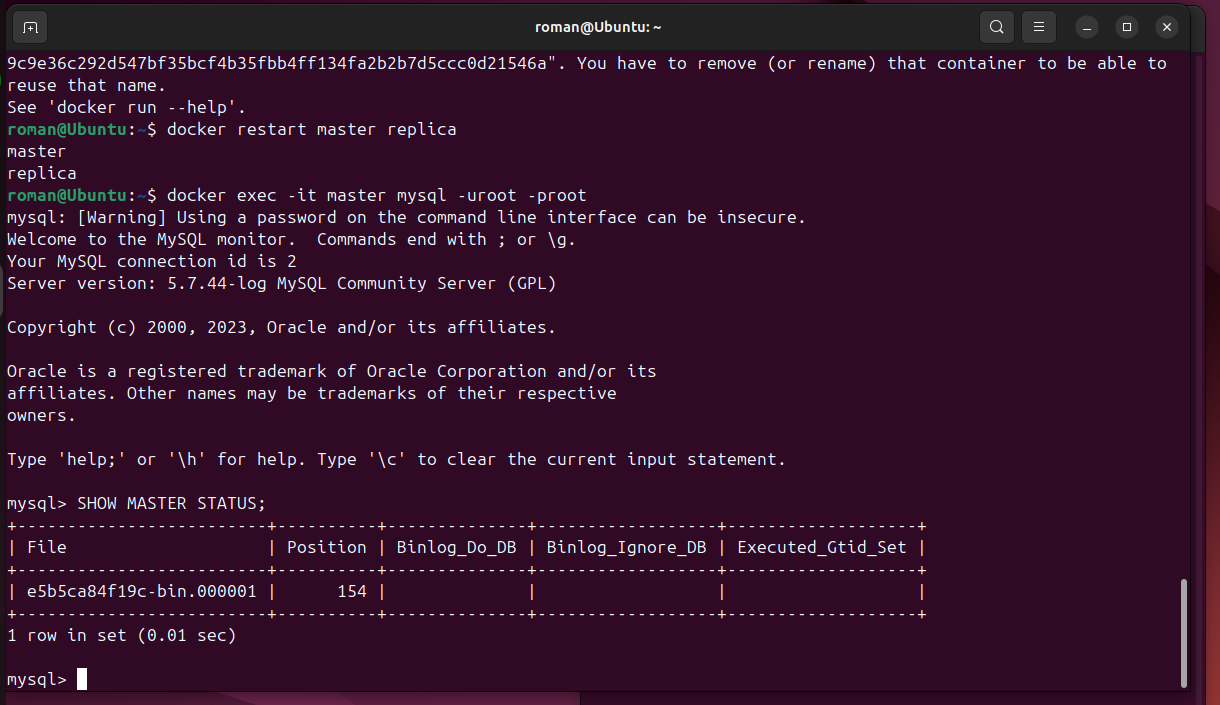 roman@Ubuntu: ~
9c9e36c292d547bf35bcf4b35fbb4ff134fa2b2b7d5ccc0d21546a". You have to remove (or rename) that container to be able to
reuse that name.
See 'docker run --help'.
roman@Ubuntu:~$ docker restart master replica
master
replica
roman@Ubuntu:~$ docker exec -it master mysql -uroot -proot
mysql: [Warning] Using a password on the command line interface can be insecure.
Welcome to the MySQL monitor.  Commands end with ; or \g.
Your MySQL connection id is 2
Server version: 5.7.44-log MySQL Community Server (GPL)
Copyright (c) 2000, 2023, Oracle and/or its affiliates.
Oracle is a registered trademark of Oracle Corporation and/or its
affiliates. Other names may be trademarks of their respective
owners.
Type 'help;' or '\h' for help. Type '\c' to clear the current input statement.
mysql> SHOW MASTER STATUS;
+-------------------------+----------+--------------+------------------+-------------------+
| File                    | Position | Binlog_Do_DB | Binlog_Ignore_DB | Executed_Gtid_Set |
+-------------------------+----------+--------------+------------------+-------------------+
| e5b5ca84f19c-bin.000001 |      154 |              |                  |                   |
+-------------------------+----------+--------------+------------------+-------------------+
1 row in set (0.01 sec)
mysql>